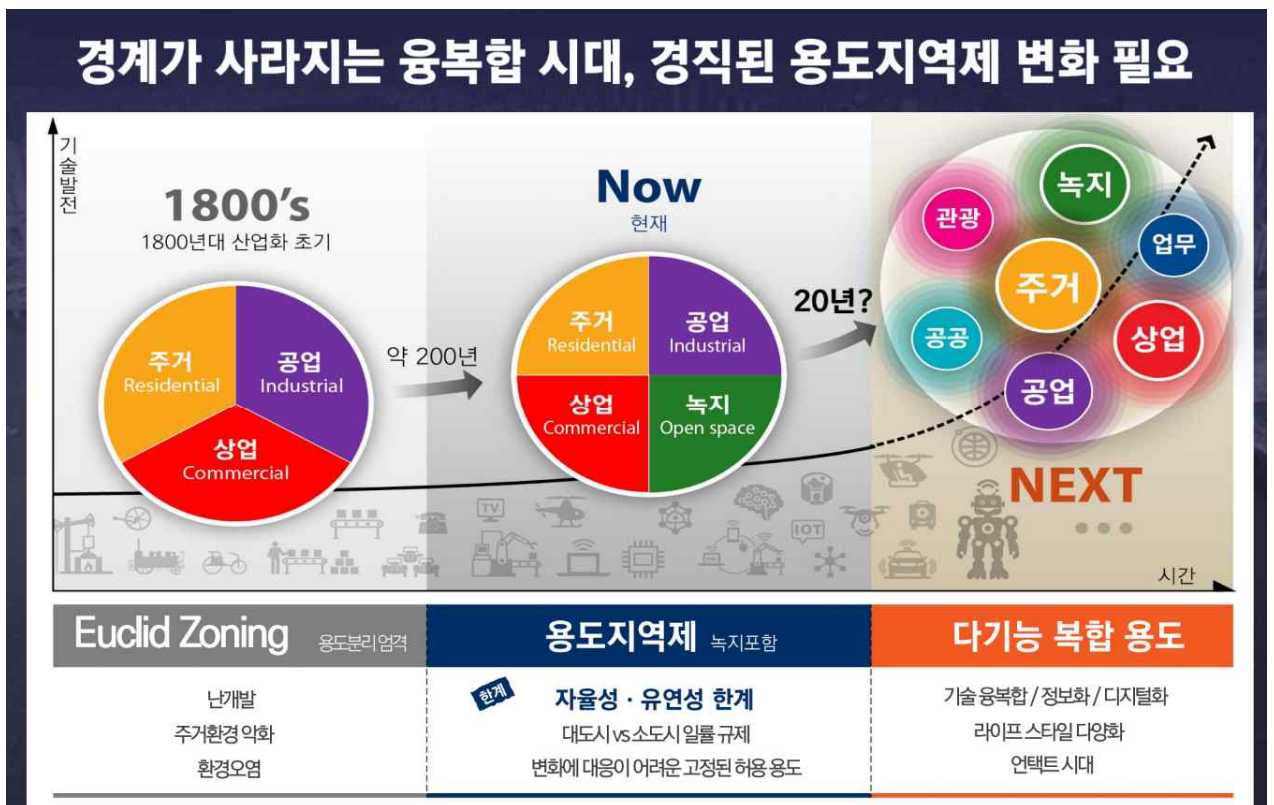 경계가 사라지는 융복합 시대, 경직된 용도지역제 변화 필요
기술발전
1800's
1800년대 산업화 초기
주거
Residential
공업
Industrial
상업
Commercial
약 200년
Now
현재
주거
Residential
공업
Industrial
상업
Commercial
녹지
Open space
20년?
녹지
관광
업무
주거
공공
상업
공업
NEXT
TV
IOT
시간
Euclid Zoning 용도분리 엄격
난개발
주거환경 악화
환경오염
용도지역제 녹지포함
한계
자율성 · 유연성 한계
대도시 vs 소도시 일률 규제
변화에 대응이 어려운 고정된 허용 용도
다기능 복합 용도
기술 융복합 / 정보화 / 디지털화
라이프 스타일 다양화
언택트 시대